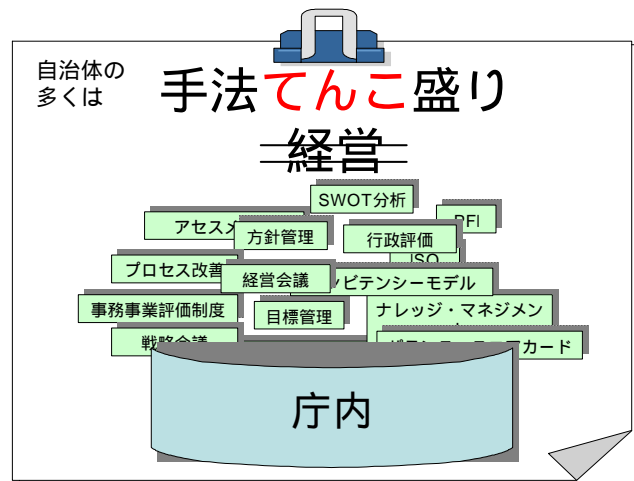 自治体の
多くは
手法てんこ盛り
経営
SWOT分析
PFI
アセスメ
方針管理
行政評価
ISO
プロセス改善
経営会議
ビテンシーモデル
事務事業評価制度
目標管理
ナレッジ・マネジメン
戦略会議
カード
庁内